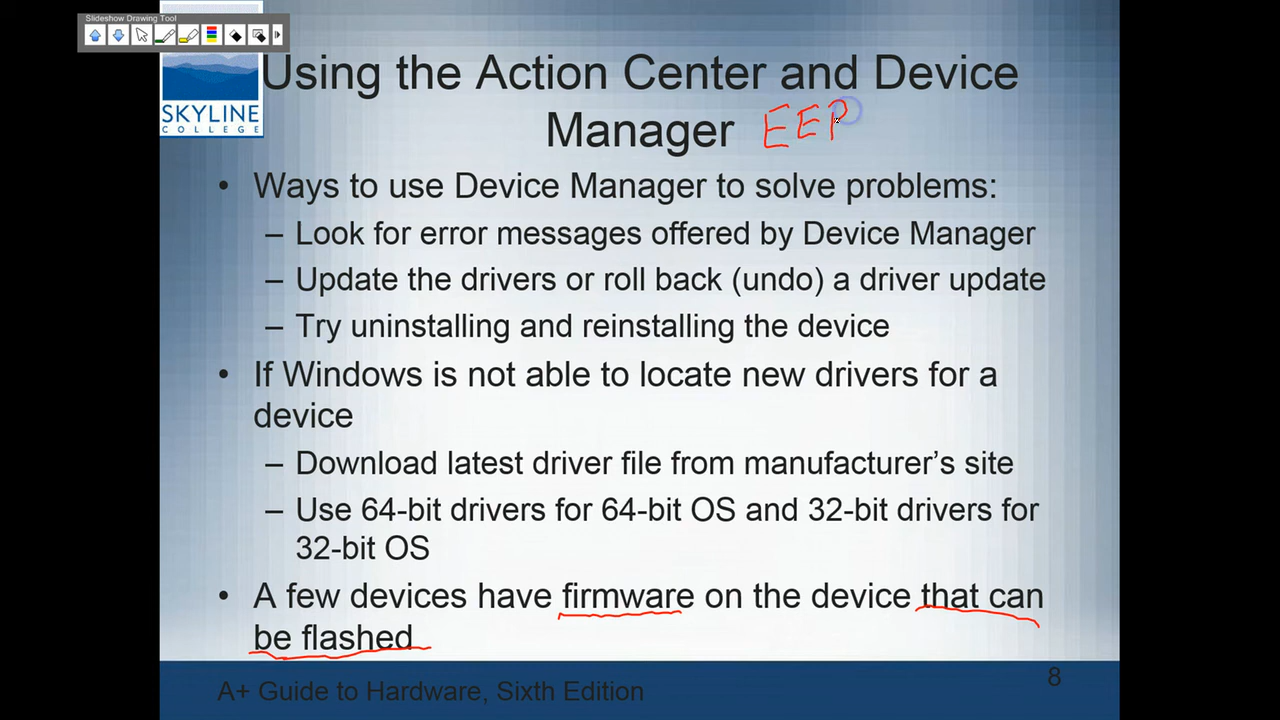 Slideshow Drawing Tool
SKYLINE
COLLEGE
Using the Action Center and Device
Manager EEP
• Ways to use Device Manager to solve problems:
– Look for error messages offered by Device Manager
– Update the drivers or roll back (undo) a driver update
– Try uninstalling and reinstalling the device
• If Windows is not able to locate new drivers for a
device
– Download latest driver file from manufacturer's site
– Use 64-bit drivers for 64-bit OS and 32-bit drivers for
32-bit OS
• A few devices have firmware on the device that can
be flashed
A+ Guide to Hardware, Sixth Edition
8